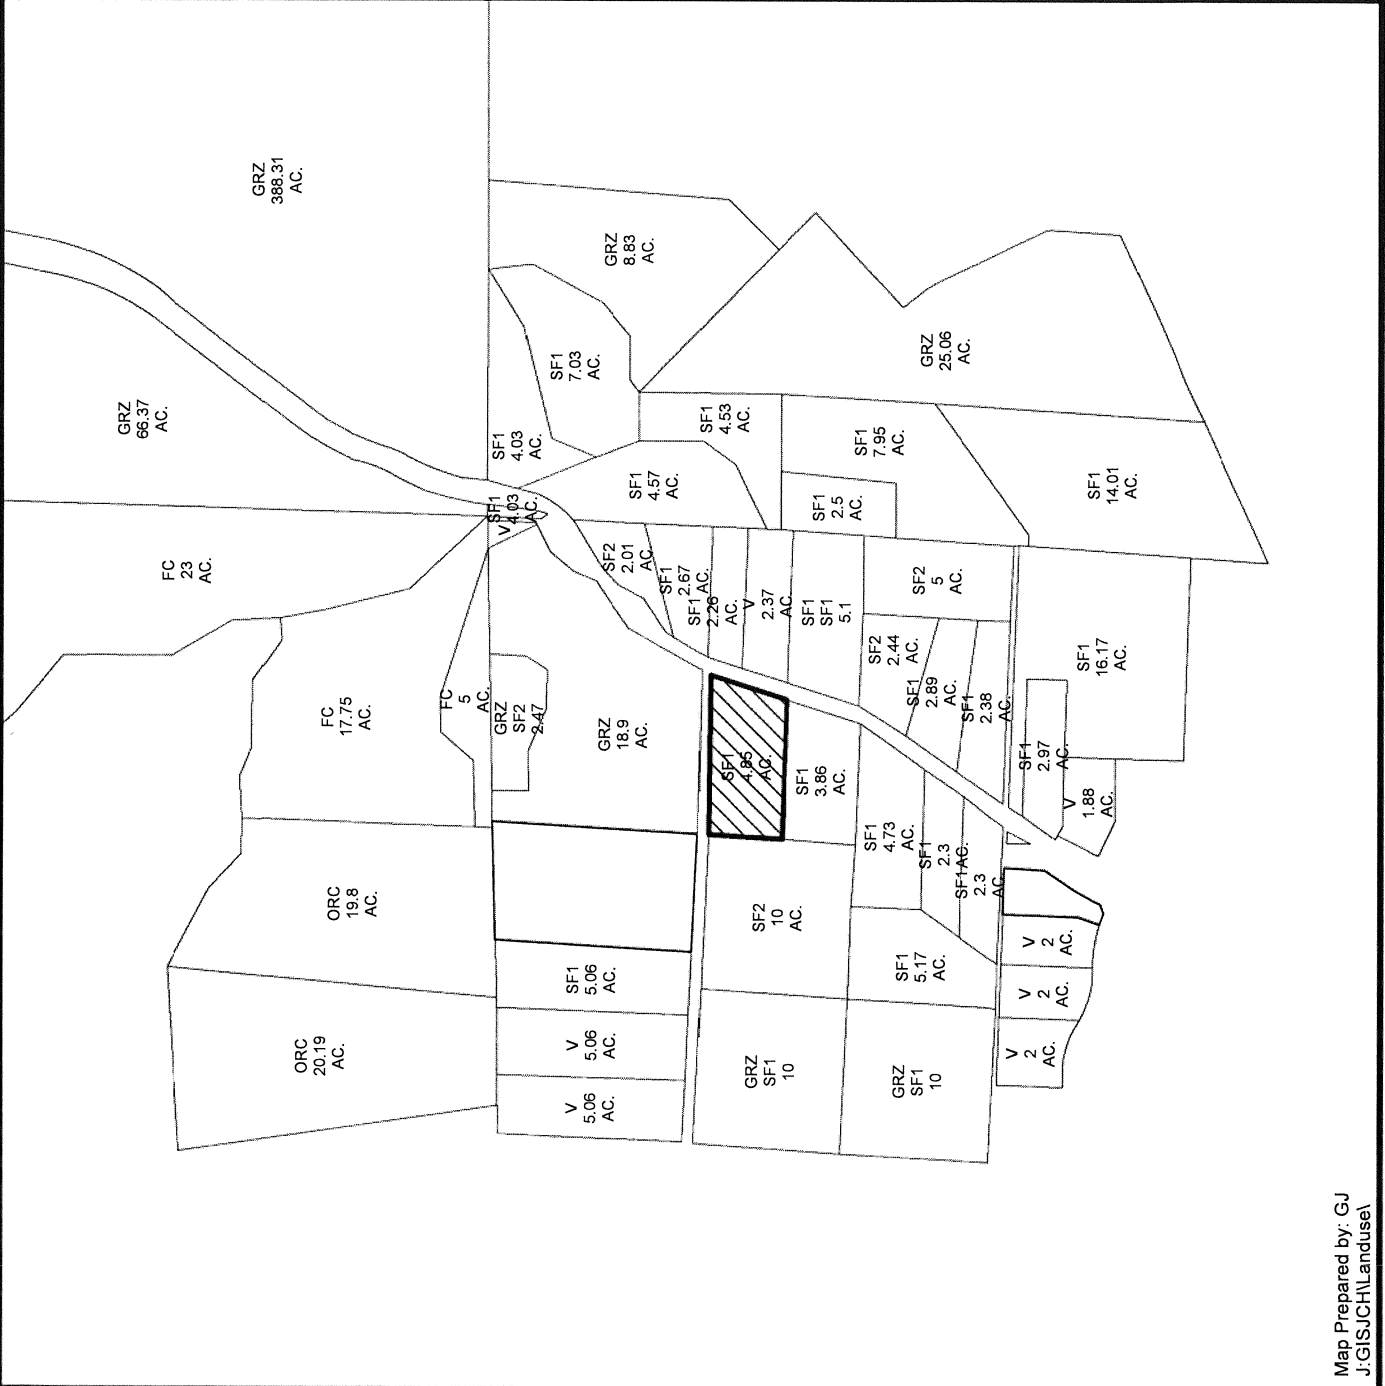 GRZ
388.31
AC.
GRZ
66.37
AC.
GRZ
8.83
AC.
SF1
7.03
AC.
GRZ
25.06
AC.
SF1
4.03
AC.
SF1
4.53
AC.
SF1
7.95
AC.
SF1
4.57
AC.
SF1
2.5
AC.
SF1
14.01
AC.
SF1
4.03
AC.
V
FC
23
AC.
SF2
2.01
AC.
SF1
2.67
AC.
SF1
2.26
AC.
V
2.37
AC.
SF1
SF1
5.1
SF2
5
AC.
SF2
2.44
AC.
SF1
2.89
AC.
SF1
2.38
AC.
SF1
16.17
AC.
FC
17.75
AC.
FC
5
AC.
GRZ
SF2
2.47
GRZ
18.9
AC.
SF1
4.85
AC.
SF1
3.86
AC.
SF1
2.97
AC.
V
1.88
AC.
SF1
4.73
AC.
SF1
2.3
AC.
SF1
2.3
AC.
ORC
19.8
AC.
SF2
10
AC.
SF1
5.17
AC.
V
2
AC.
V
2
AC.
V
2
AC.
SF1
5.06
AC.
V
5.06
AC.
V
5.06
AC.
ORC
20.19
AC.
GRZ
SF1
10
GRZ
SF1
10
Map Prepared by: GJ
J:GISJCH\Landuse\